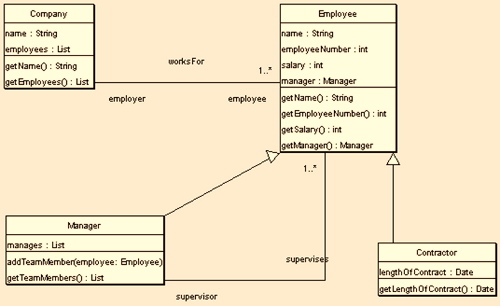 Company
name : String
employees : List
getName() : String
getEmployees() : List
worksFor
1..*
employer
employee
Employee
name : String
employeeNumber : int
salary : int
manager : Manager
getName() : String
getEmployeeNumber() : int
getSalary() : int
getManager() : Manager
1..*
Manager
manages : List
addTeamMember(employee: Employee)
getTeamMembers() : List
supervises
supervisor
Contractor
lengthOfContract : Date
getLengthOfContract() : Date